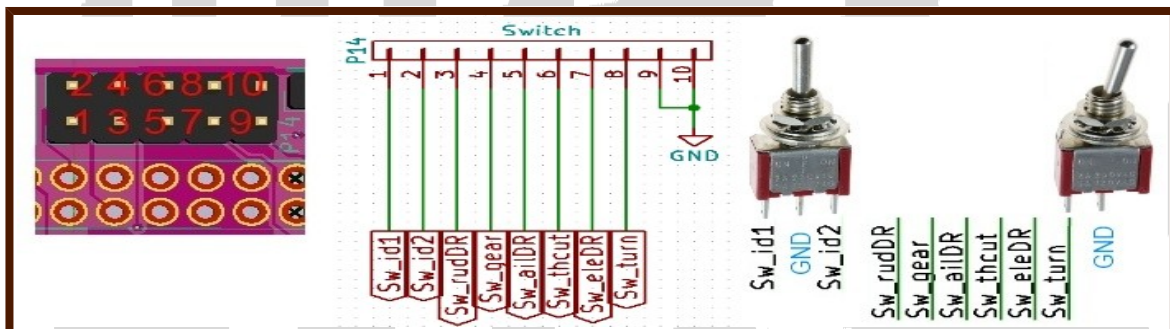 2 4 6 8 10
1 3 5 7 9
P14
Switch
P14
1 2 3 4 5 6 7 8 9 10
GND
Sw_id1
Sw_id2
Sw_rudDR
Sw_gear
Sw_ailDR
Sw_thcut
Sw_eleDR
Sw_turn
Sw_id1
GND
Sw_id2
Sw_rudDR
Sw_gear
Sw_ailDR
Sw_thcut
Sw_eleDR
Sw_turn
GND